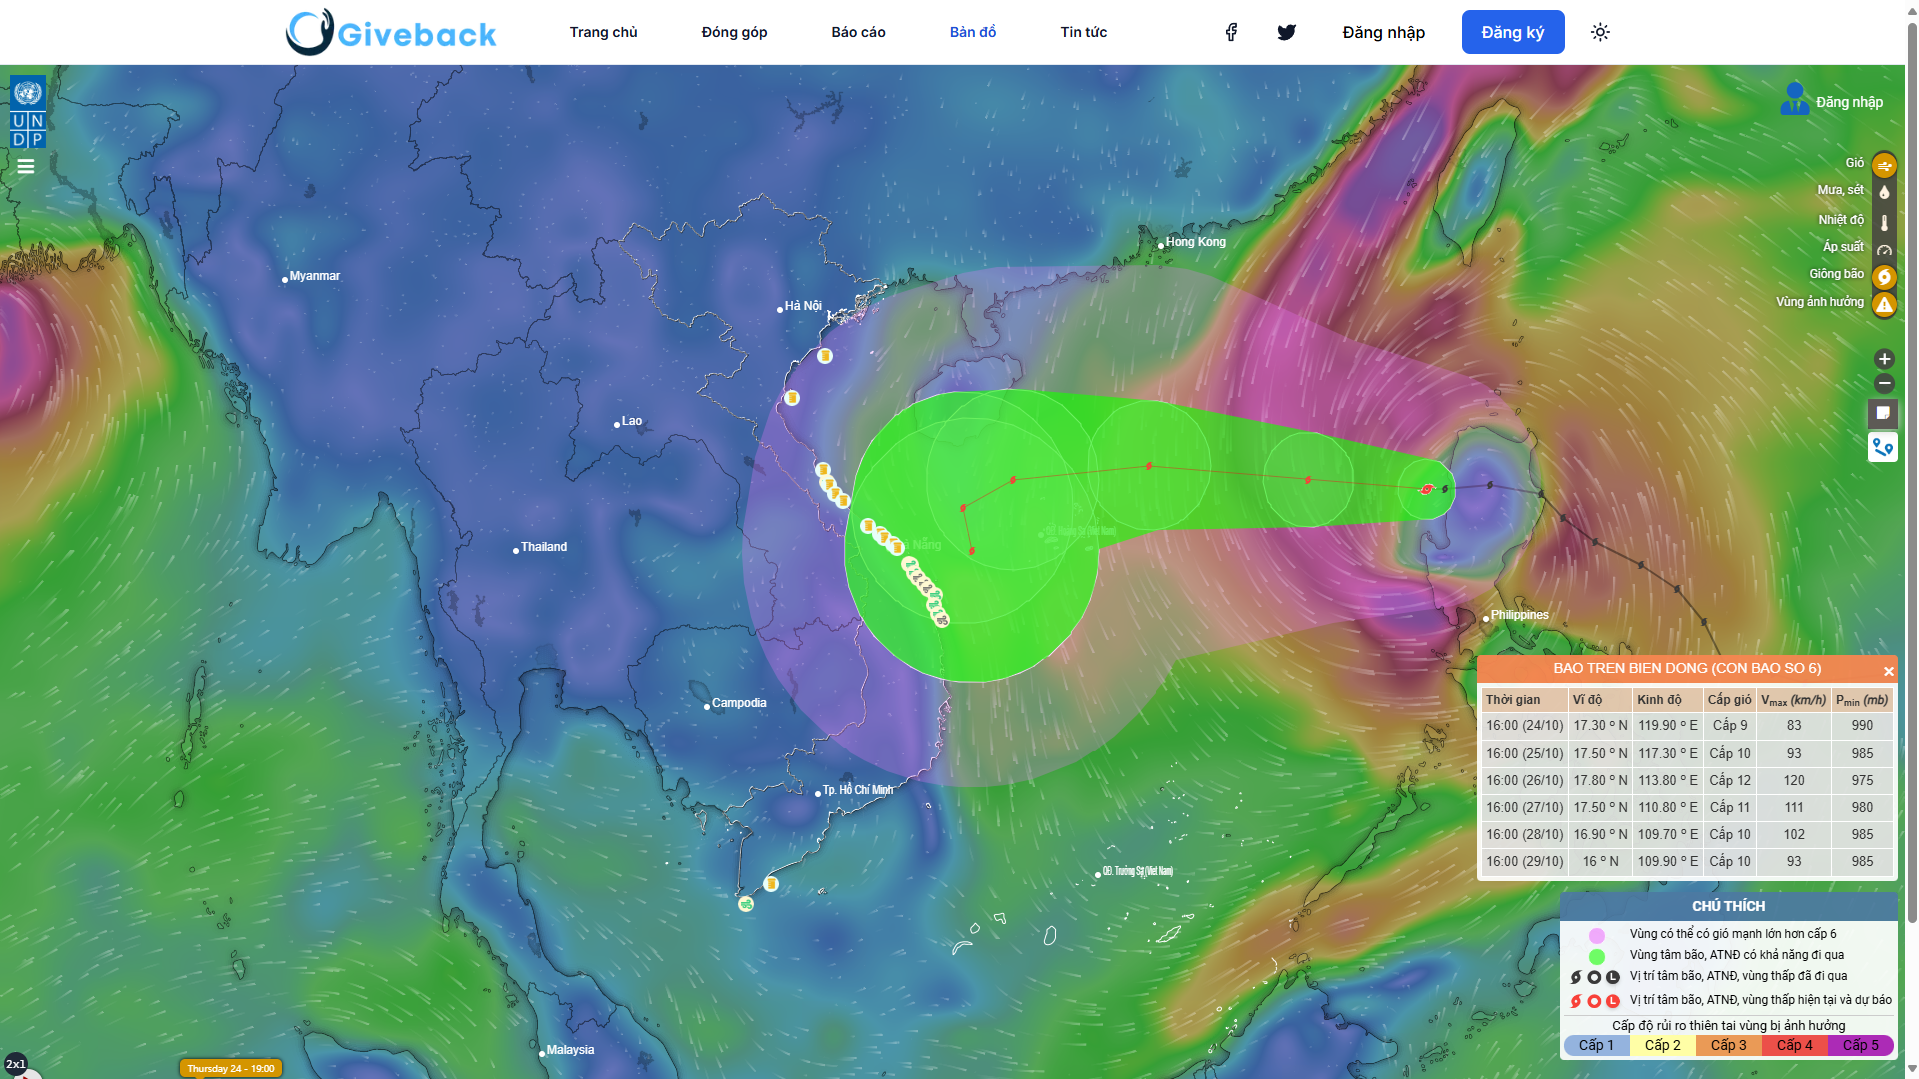 Giveback
Trang chủ
Đóng góp
Báo cáo
Bản đồ
Tin tức
Đăng nhập
Đăng ký
U N
D P
Đăng nhập
Gió
Mưa, sét
Nhiệt độ
Áp suất
Giông bão
Vùng ảnh hưởng
Hong Kong
Myanmar
Hà Nội
Lao
Thailand
QĐ. Hoàng Sa (Việt Nam)
Philippines
Campodia
Tp. Hồ Chí Minh
QĐ. Trường Sa (Việt Nam)
Malaysia
BAO TREN BIEN DONG (CON BAO SO 6)
Thời gian Vĩ độ Kinh độ Cấp gió Vmax (km/h) Pmin (mb)
16:00 (24/10) 17.30 º N 119.90 º E Cấp 9 83 990
16:00 (25/10) 17.50 º N 117.30 º E Cấp 10 93 985
16:00 (26/10) 17.80 º N 113.80 º E Cấp 12 120 975
16:00 (27/10) 17.50 º N 110.80 º E Cấp 11 111 980
16:00 (28/10) 16.90 º N 109.70 º E Cấp 10 102 985
16:00 (29/10) 16 º N 109.90 º E Cấp 10 93 985
CHÚ THÍCH
Vùng có thể có gió mạnh lớn hơn cấp 6
Vùng tâm bão, ATNĐ có khả năng đi qua
L Vị trí tâm bão, ATNĐ, vùng thấp đã đi qua
L Vị trí tâm bão, ATNĐ, vùng thấp hiện tại và dự báo
Cấp độ rủi ro thiên tai vùng bị ảnh hưởng
Cấp 1 Cấp 2 Cấp 3 Cấp 4 Cấp 5
2x1
Thursday 24 - 19:00